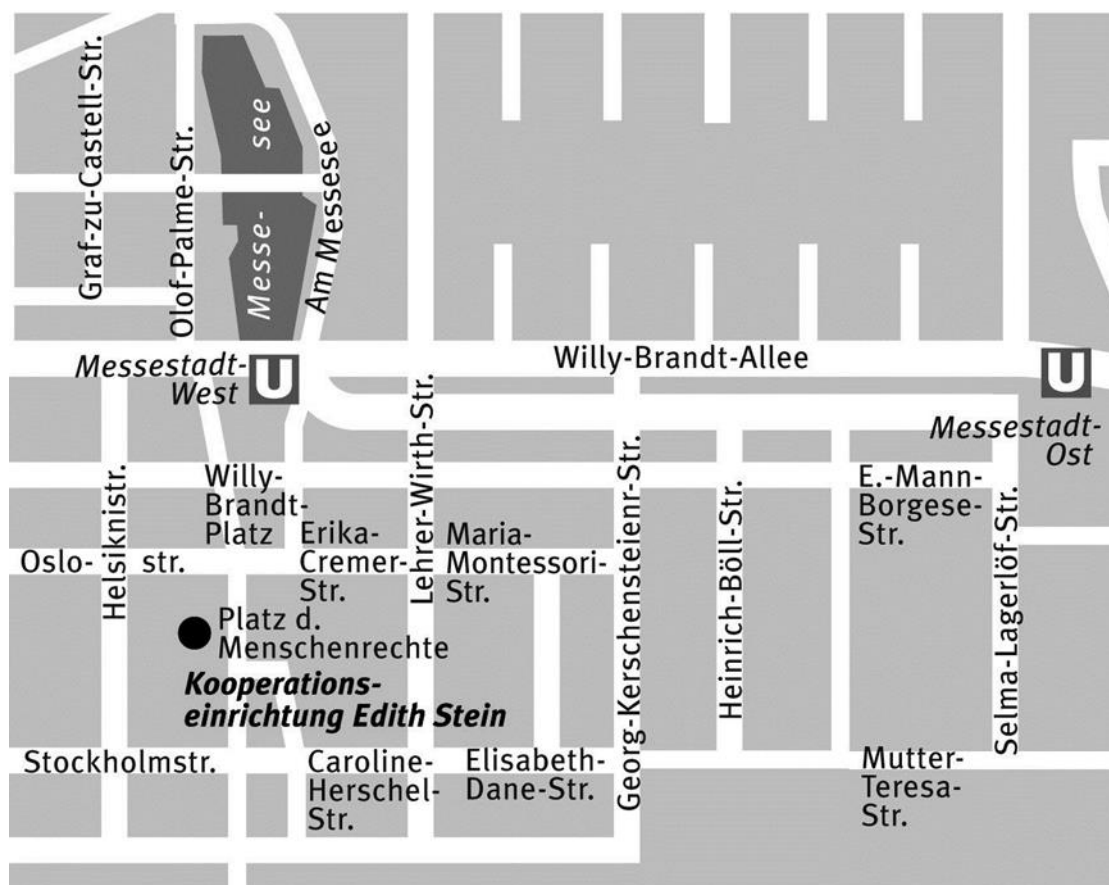 Graf-zu-Castell-Str.
Olof-Palme-Str.
Messe-
see
Am Messesee
Messestadt-
West
U
Willy-Brandt-Allee
U
Messestadt-
Ost
Helsiknistr.
Willy-
Brandt-
Platz
Erika-
Cremer-
Str.
Lehrer-Wirth-Str.
Maria-
Montessori-
Str.
Georg-Kerschensteienr-Str.
Heinrich-Böll-Str.
E.-Mann-
Borgese-
Str.
Selma-Lagerlöf-Str.
Oslo- str.
Platz d.
Menschenrechte
Kooperations-
einrichtung Edith Stein
Stockholmstr.
Caroline-
Herschel-
Str.
Elisabeth-
Dane-Str.
Mutter-
Teresa-
Str.